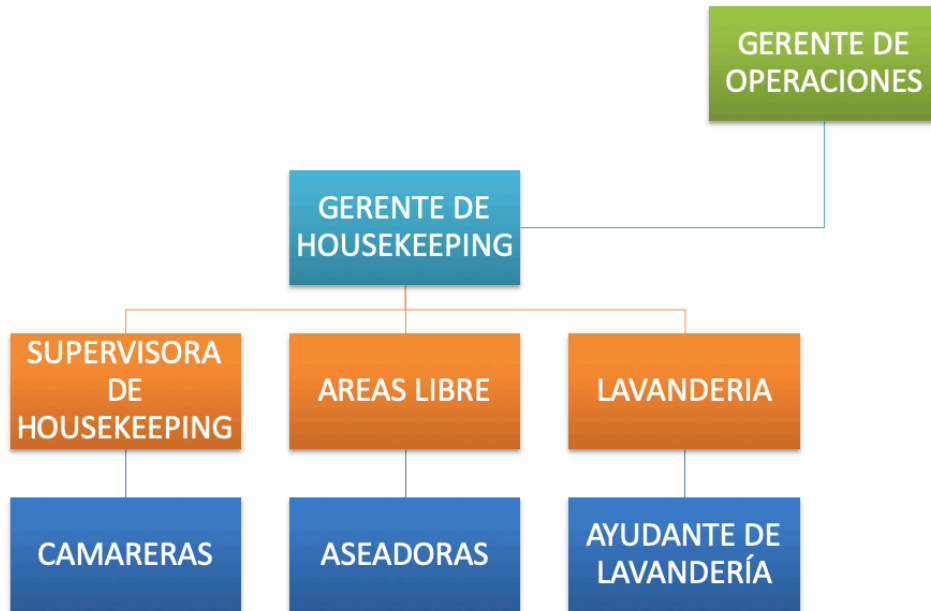 GERENTE DE
OPERACIONES
GERENTE DE
HOUSEKEEPING
SUPERVISORA
DE
HOUSEKEEPING
AREAS LIBRE
LAVANDERIA
CAMARERAS
ASEADORAS
AYUDANTE DE
LAVANDERÍA